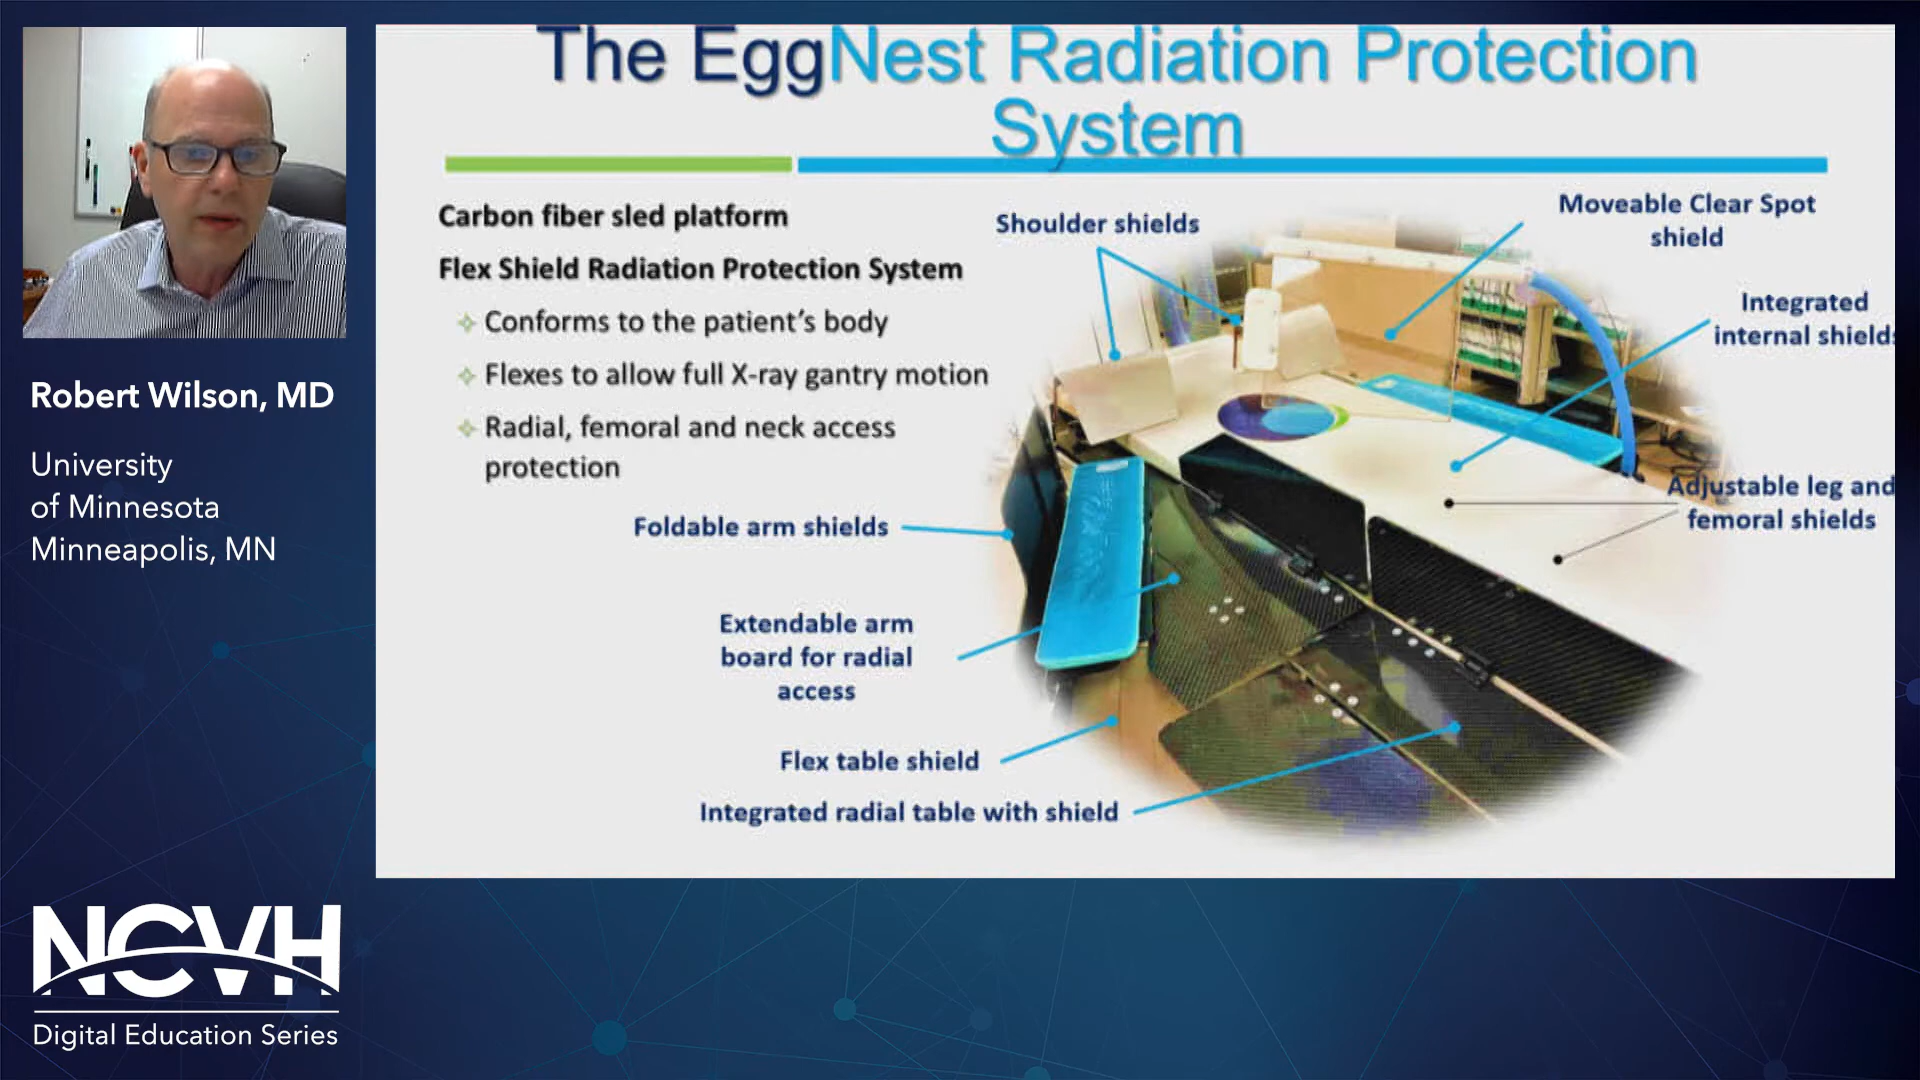 The EggNest Radiation Protection
System
Carbon fiber sled platform
Flex Shield Radiation Protection System
Conforms to the patient's body
Flexes to allow full X-ray gantry motion
Radial, femoral and neck access
protection
Shoulder shields
Moveable Clear Spot
shield
Integrated
internal shields
Adjustable leg and
femoral shields
Foldable arm shields
Extendable arm
board for radial
access
Flex table shield
Integrated radial table with shield
Robert Wilson, MD
University
of Minnesota
Minneapolis, MN
NCVH
Digital Education Series